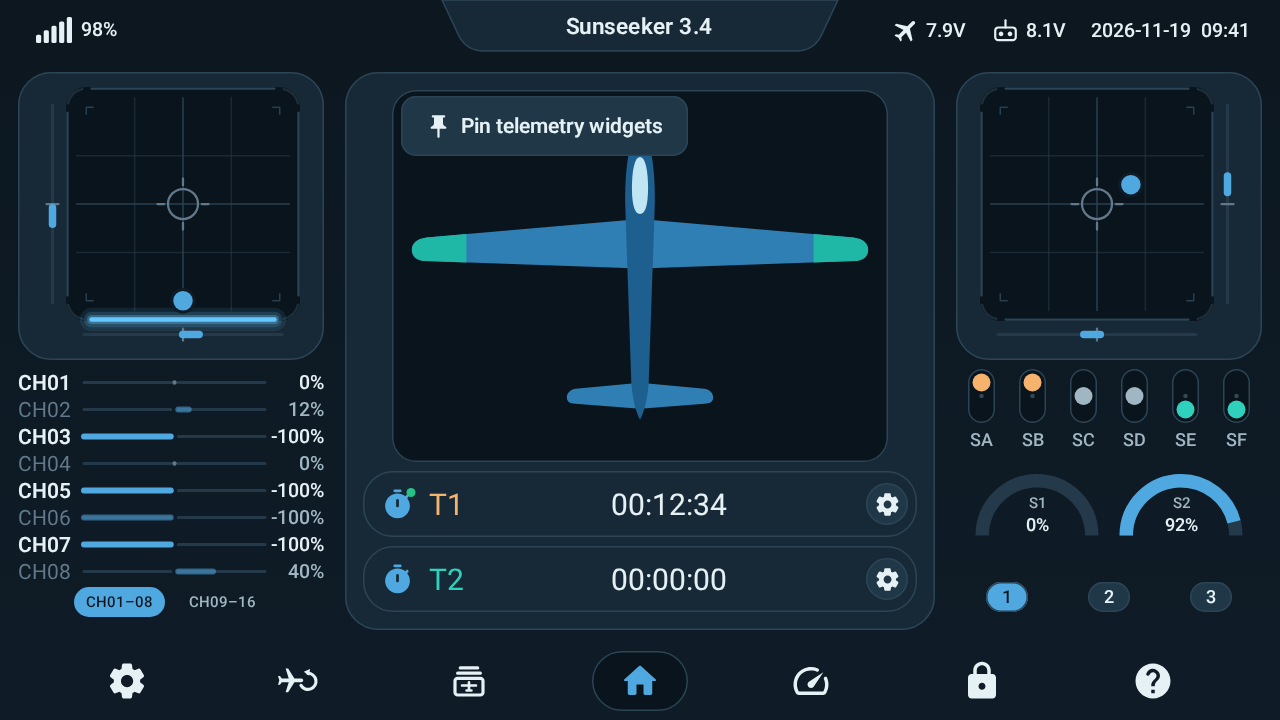 98%
Sunseeker 3.4
7.9V
8.1V
2026-11-19 09:41
Pin telemetry widgets
CH01 0%
CH02 12%
CH03 -100%
CH04 0%
CH05 -100%
CH06 -100%
CH07 -100%
CH08 40%
CH01–08
CH09–16
T1 00:12:34
T2 00:00:00
SA SB SC SD SE SF
S1
0%
S2
92%
1 2 3